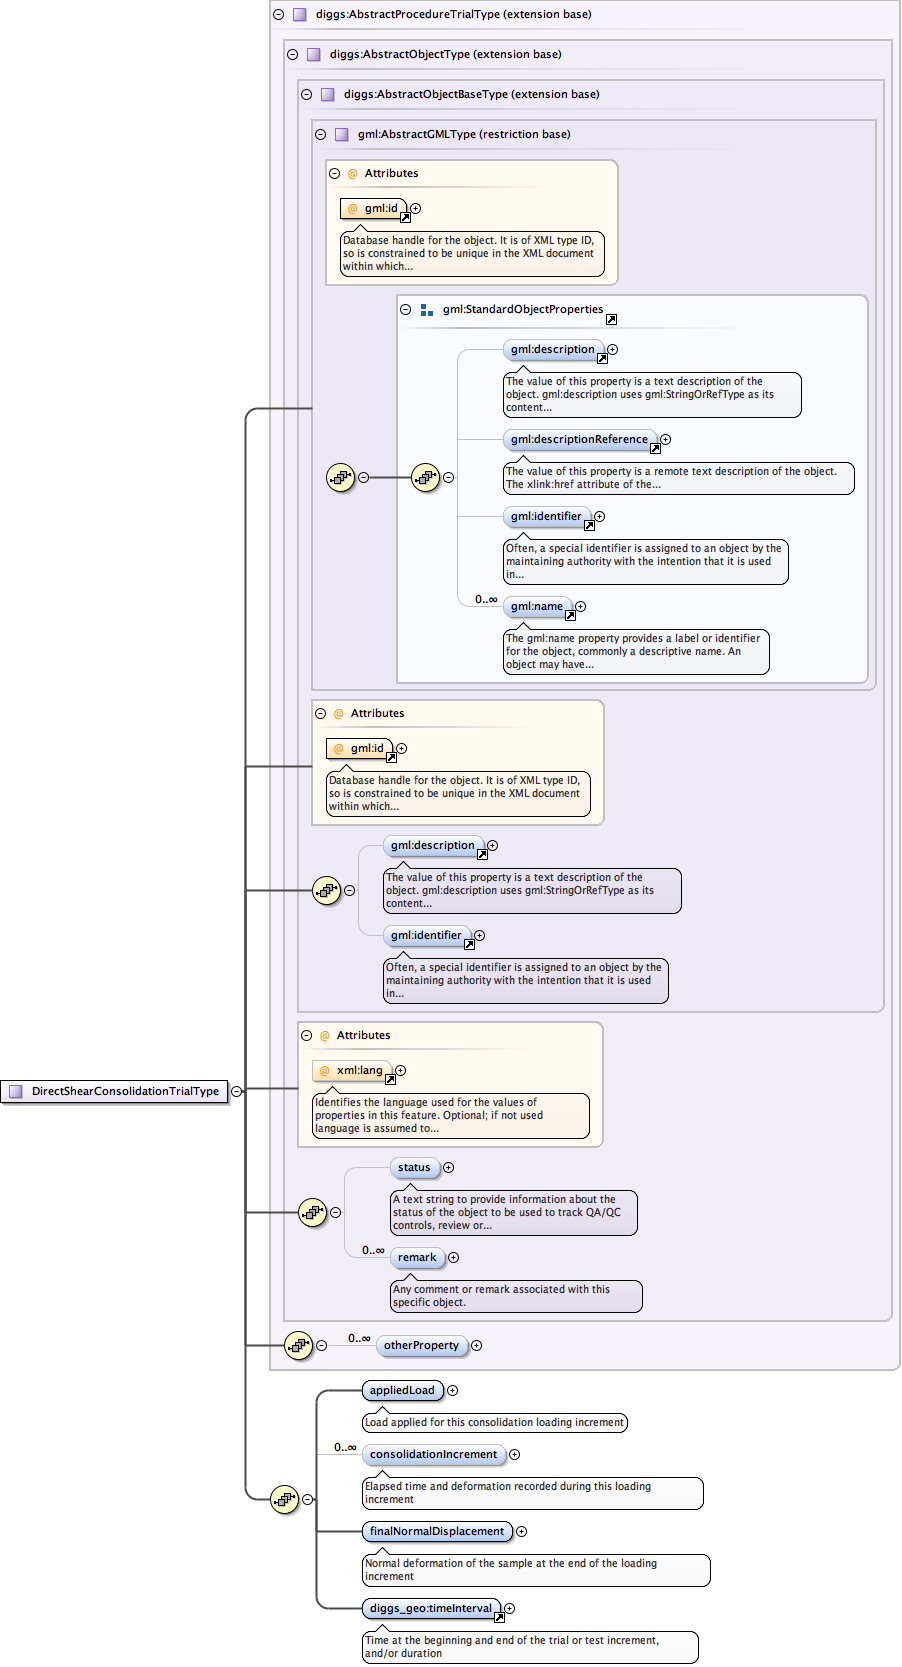 diggs:AbstractProcedureTrialType (extension base)
diggs:AbstractObjectType (extension base)
diggs:AbstractObjectBaseType (extension base)
gml:AbstractGMLType (restriction base)
@ Attributes
@ gml:id
Database handle for the object. It is of XML type ID,
so is constrained to be unique in the XML document
within which...
gml:StandardObjectProperties
gml:description
The value of this property is a text description of the
object. gml:description uses gml:StringOrRefType as its
content...
gml:descriptionReference
The value of this property is a remote text description of the object.
The xlink:href attribute of the...
gml:identifier
Often, a special identifier is assigned to an object by the
maintaining authority with the intention that it is used
in...
0..∞ gml:name
The gml:name property provides a label or identifier
for the object, commonly a descriptive name. An
object may have...
@ Attributes
@ gml:id
Database handle for the object. It is of XML type ID,
so is constrained to be unique in the XML document
within which...
gml:description
The value of this property is a text description of the
object. gml:description uses gml:StringOrRefType as its
content...
gml:identifier
Often, a special identifier is assigned to an object by the
maintaining authority with the intention that it is used
in...
@ Attributes
@ xml:lang
DirectShearConsolidationTrialType
Identifies the language used for the values of
properties in this feature. Optional; if not used
language is assumed to...
status
A text string to provide information about the
status of the object to be used to track QA/QC
controls, review or...
0..∞ remark
Any comment or remark associated with this
specific object.
0..∞ otherProperty
appliedLoad
Load applied for this consolidation loading increment
0..∞ consolidationIncrement
Elapsed time and deformation recorded during this loading
increment
finalNormalDisplacement
Normal deformation of the sample at the end of the loading
increment
diggs_geo:timeInterval
Time at the beginning and end of the trial or test increment,
and/or duration